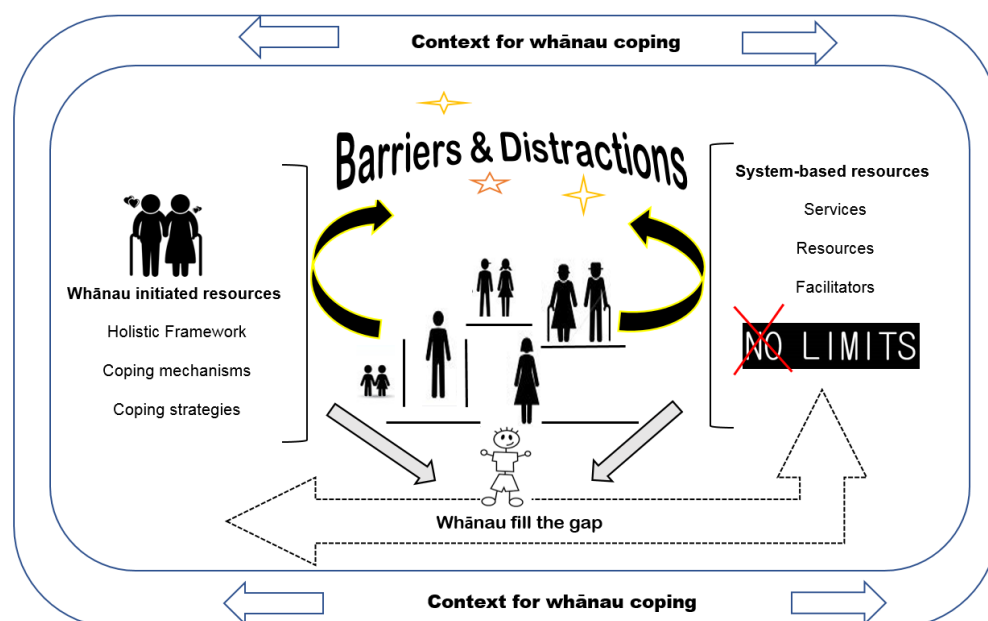 Context for whānau coping
Barriers & Distractions
Whānau initiated resources
Holistic Framework
Coping mechanisms
Coping strategies
System-based resources
Services
Resources
Facilitators
NO LIMITS
Whānau fill the gap
Context for whānau coping